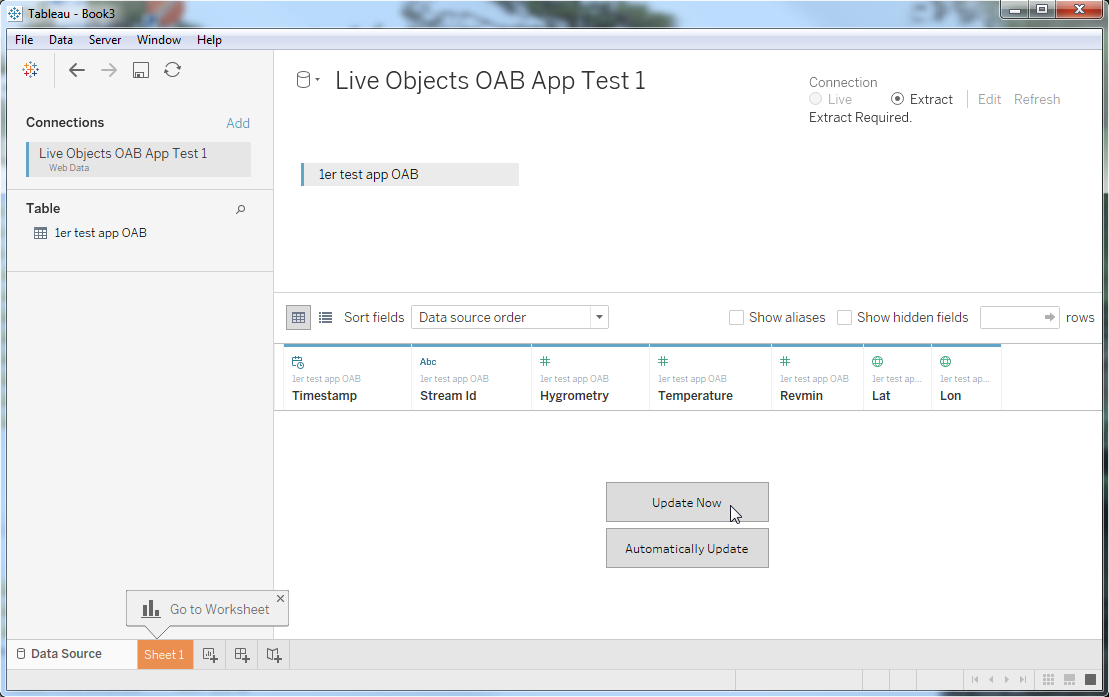 Tableau - Book3
File Data Server Window Help
Connections Add
Live Objects OAB App Test 1
Web Data
Table
1er test app OAB
Live Objects OAB App Test 1
Connection
Live Extract Edit Refresh
Extract Required.
1er test app OAB
Sort fields Data source order Show aliases Show hidden fields rows
Abc
1er test app OAB 1er test app OAB 1er test app OAB 1er test app OAB 1er test app OAB 1er test ap... 1er test ap...
Timestamp Stream Id Hygrometry Temperature Revmin Lat Lon
Update Now
Automatically Update
Go to Worksheet
Data Source Sheet 1